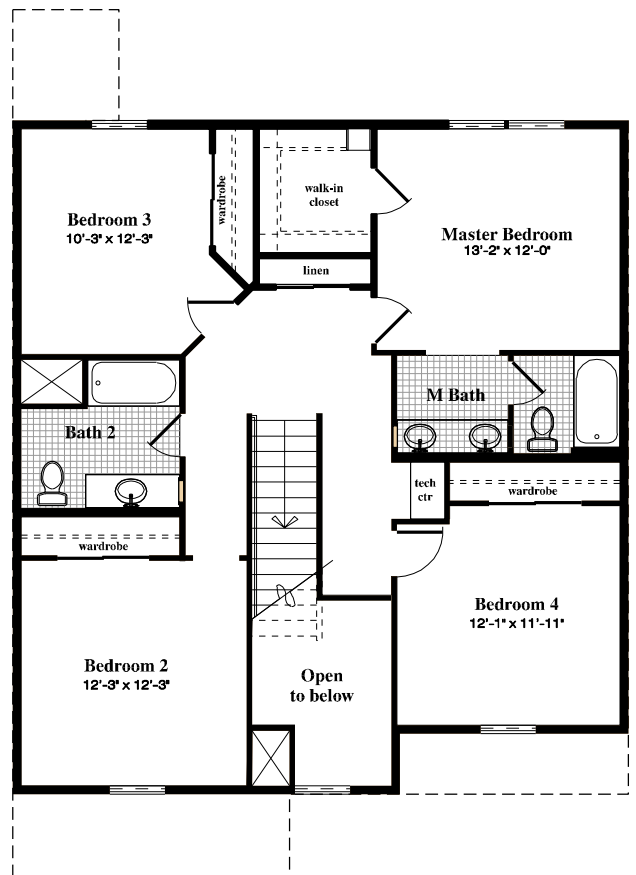 Bedroom 3
10'-3" x 12'-3"
wardrobe
walk-in
closet
linen
Master Bedroom
13'-2" x 12'-0"
M Bath
Bath 2
tech
ctr
wardrobe
wardrobe
Bedroom 4
12'-1" x 11'-11"
Bedroom 2
12'-3" x 12'-3"
Open
to below